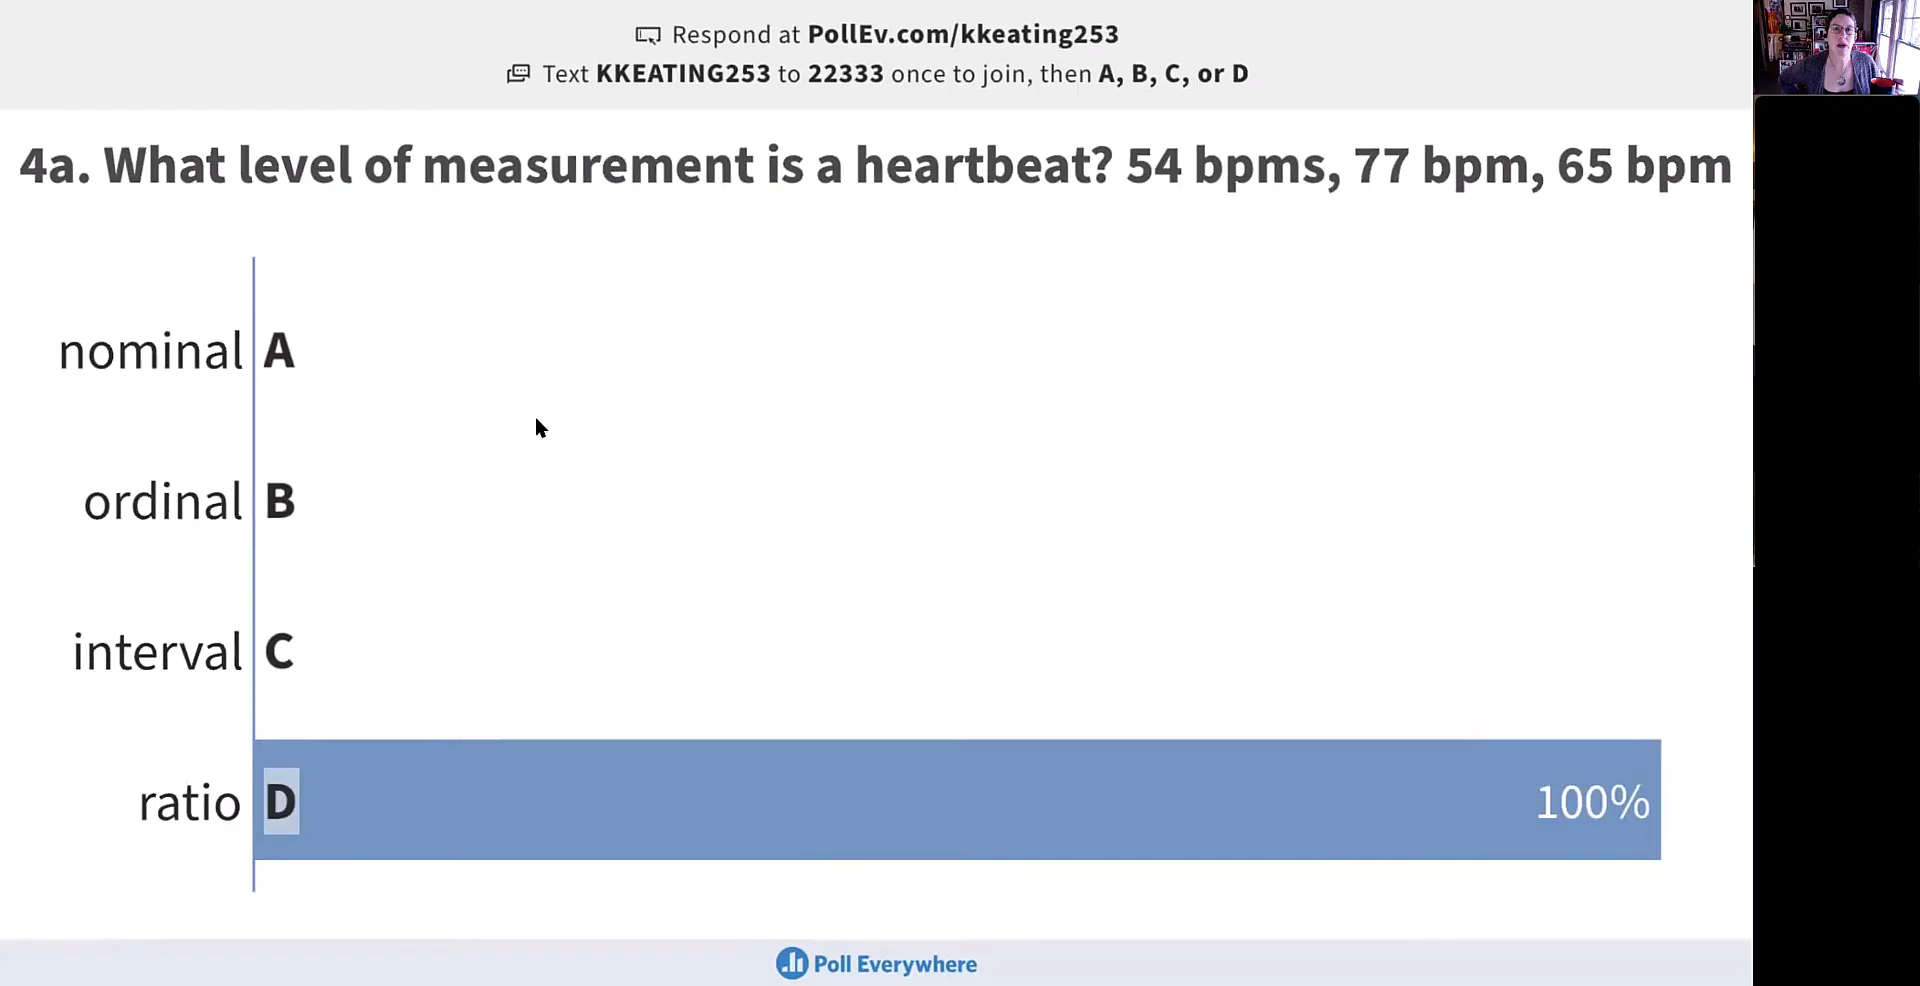 Respond at PollEv.com/kkeating253
Text KKEATING253 to 22333 once to join, then A, B, C, or D
4a. What level of measurement is a heartbeat? 54 bpms, 77 bpm, 65 bpm
nominal A
ordinal B
interval C
ratio D 100%
Poll Everywhere